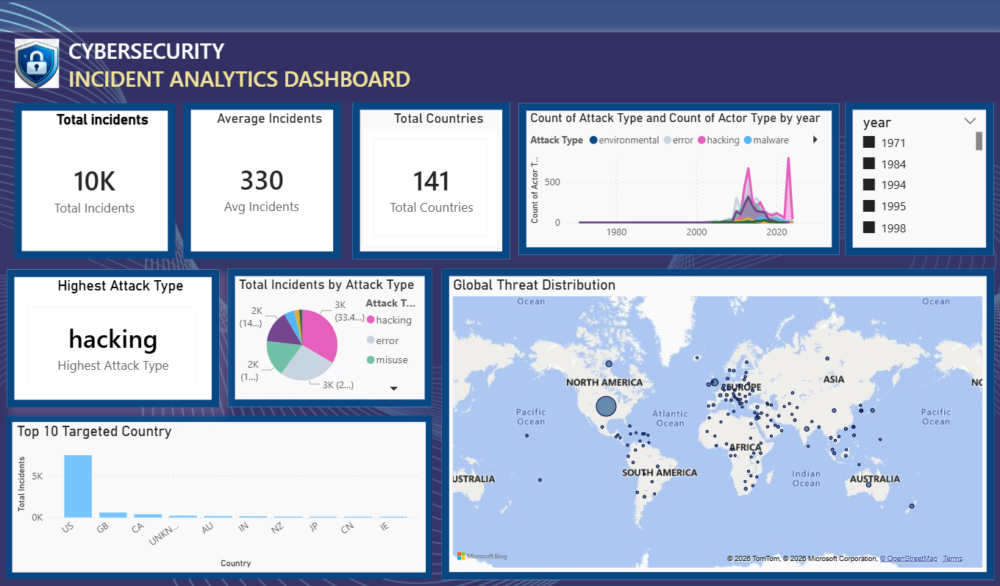 CYBERSECURITY
INCIDENT ANALYTICS DASHBOARD
Total incidents
10K
Total Incidents
Average Incidents
330
Avg Incidents
Total Countries
141
Total Countries
Count of Attack Type and Count of Actor Type by year
Attack Type environmental error hacking malware
Count of Actor T...
500
0
1980 2000 2020
year
1971
1984
1994
1995
1998
Highest Attack Type
hacking
Highest Attack Type
Total Incidents by Attack Type
Attack T...
hacking
error
misuse
3K
(33.4...)
3K (2...)
2K
(1...)
2K
(14...)
Global Threat Distribution
Ocean
Ocean
NORTH AMERICA
EUROPE
ASIA
NO
Pacific
Ocean
Atlantic
Ocean
Pacific
Ocean
AFRICA
SOUTH AMERICA
Indian
Ocean
USTRALIA
AUSTRALIA
Microsoft Bing
© 2026 TomTom, © 2026 Microsoft Corporation, © OpenStreetMap Terms
Top 10 Targeted Country
Total Incidents
5K
0K
US GB CA UNKN... AU IN NZ JP CN IE
Country